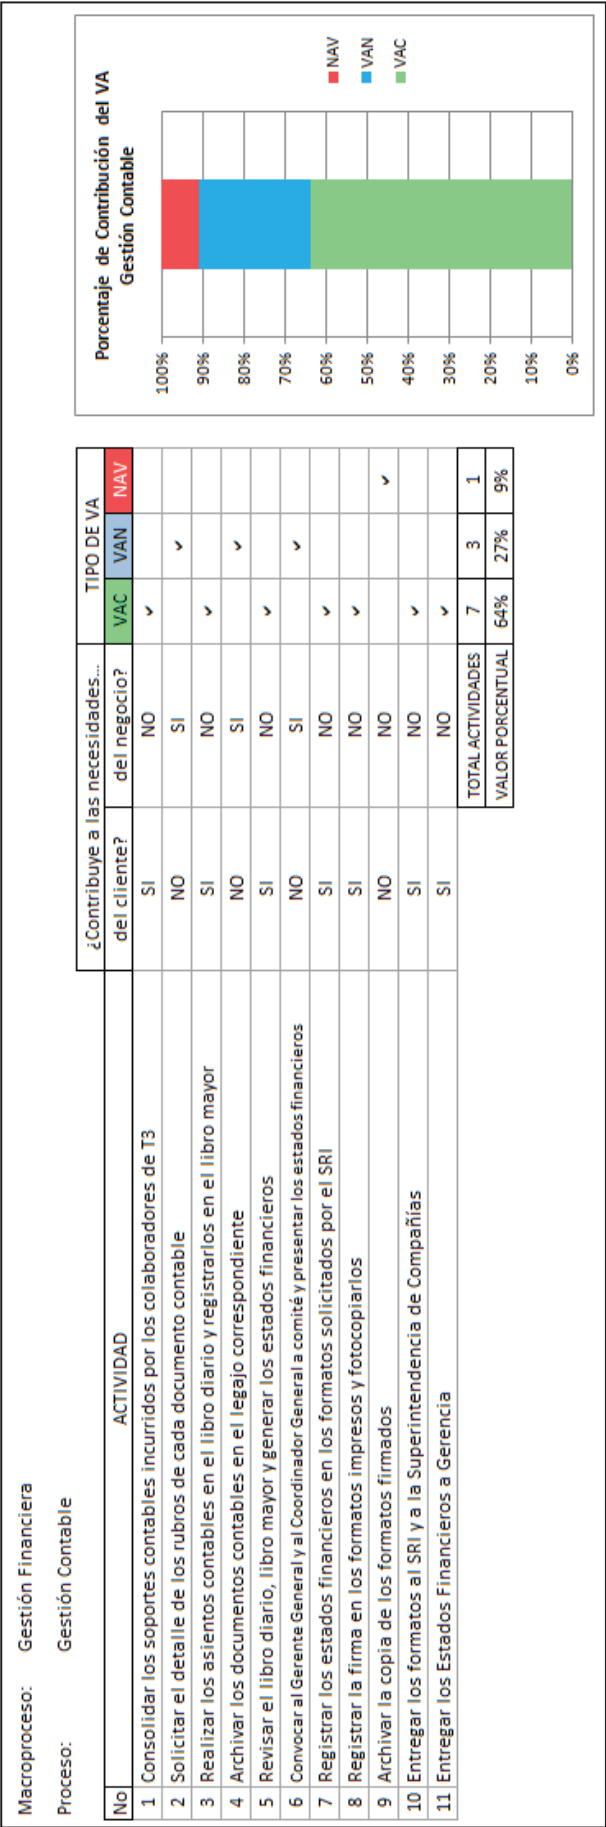 Macroproceso: Gestión Financiera
Proceso: Gestión Contable
¿Contribuye a las necesidades... TIPO DE VA
No ACTIVIDAD del cliente? del negocio? VAC VAN NAV
1 Consolidar los soportes contables incurridos por los colaboradores de T3 SI NO ✓
2 Solicitar el detalle de los rubros de cada documento contable NO SI ✓
3 Realizar los asientos contables en el libro diario y registrarlos en el libro mayor SI NO ✓
4 Archivar los documentos contables en el legajo correspondiente NO SI ✓
5 Revisar el libro diario, libro mayor y generar los estados financieros SI NO ✓
6 Convocar al Gerente General y al Coordinador General a comité y presentar los estados financieros NO SI ✓
7 Registrar los estados financieros en los formatos solicitados por el SRI SI NO ✓
8 Registrar la firma en los formatos impresos y fotocopiarlos SI NO ✓
9 Archivar la copia de los formatos firmados NO NO ✓
10 Entregar los formatos al SRI y a la Superintendencia de Compañías SI NO ✓
11 Entregar los Estados Financieros a Gerencia SI NO ✓
TOTAL ACTIVIDADES 7 3 1
VALOR PORCENTUAL 64% 27% 9%
Porcentaje de Contribución del VA
Gestión Contable
100%
90%
80%
70%
60%
50%
40%
30%
20%
10%
0%
NAV
VAN
VAC